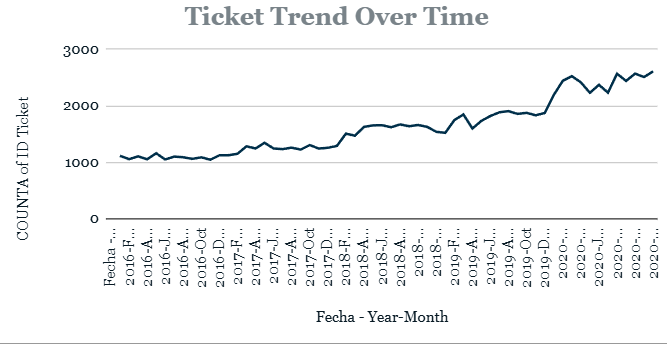 Ticket Trend Over Time
3000
2000
1000
0
COUNTA of ID Ticket
Fecha -...
2016-F...
2016-A...
2016-J...
2016-A...
2016-Oct
2016-D...
2017-F...
2017-A...
2017-J...
2017-A...
2017-Oct
2017-D...
2018-F...
2018-A...
2018-J...
2018-A...
2018-...
2018-...
2019-F...
2019-A...
2019-J...
2019-A...
2019-Oct
2019-D...
2020-...
2020-...
2020-J...
2020-...
2020-...
2020-...
Fecha - Year-Month